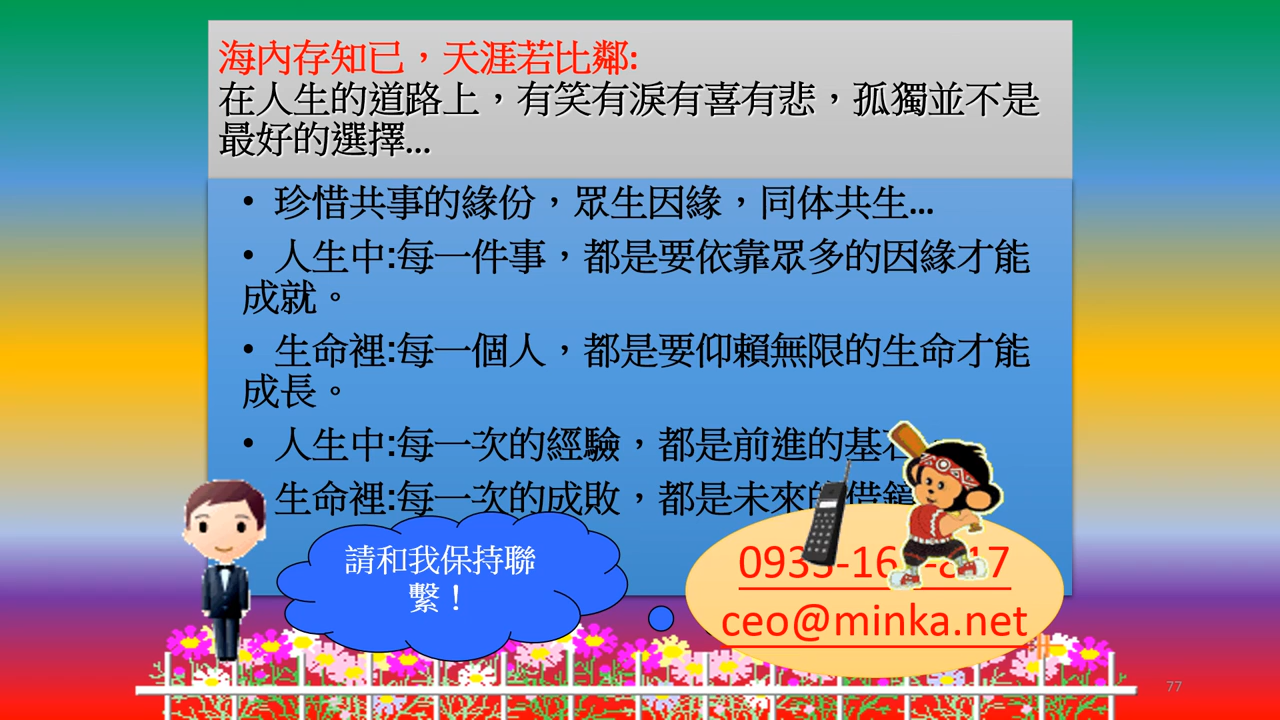 海內存知已，天涯若比鄰:
在人生的道路上，有笑有淚有喜有悲，孤獨並不是
最好的選擇...
• 珍惜共事的緣份，眾生因緣，同体共生...
• 人生中:每一件事，都是要依靠眾多的因緣才能
成就。
• 生命裡:每一個人，都是要仰賴無限的生命才能
成長。
• 人生中:每一次的經驗，都是前進的基石
生命裡:每一次的成敗，都是未來的借鏡
請和我保持聯
繫！
ceo@minka.net
77